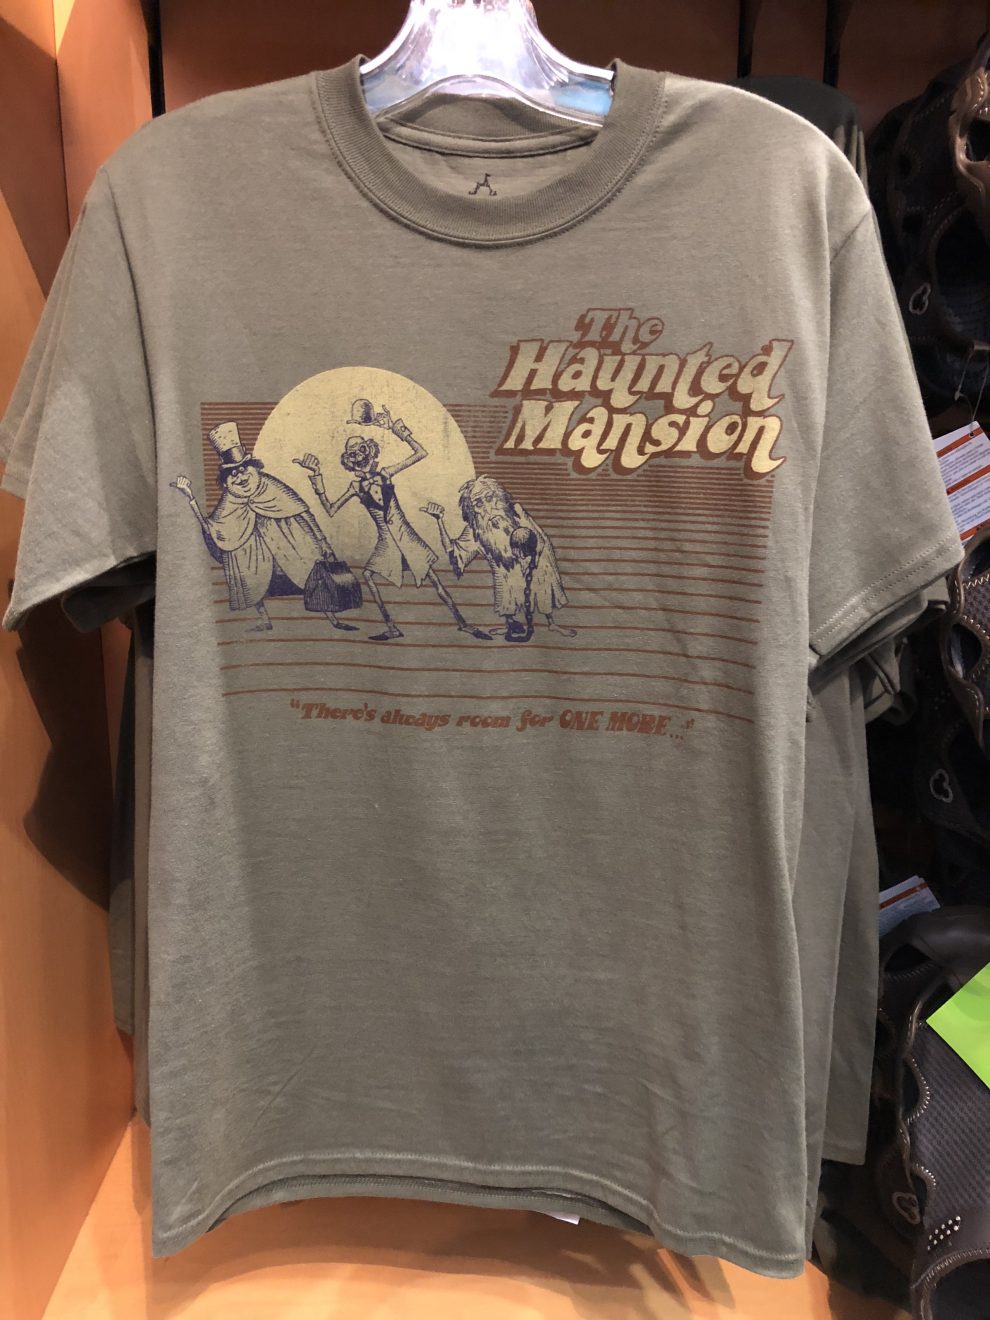 The
Haunted
Mansion
"There's always room for ONE MORE..."